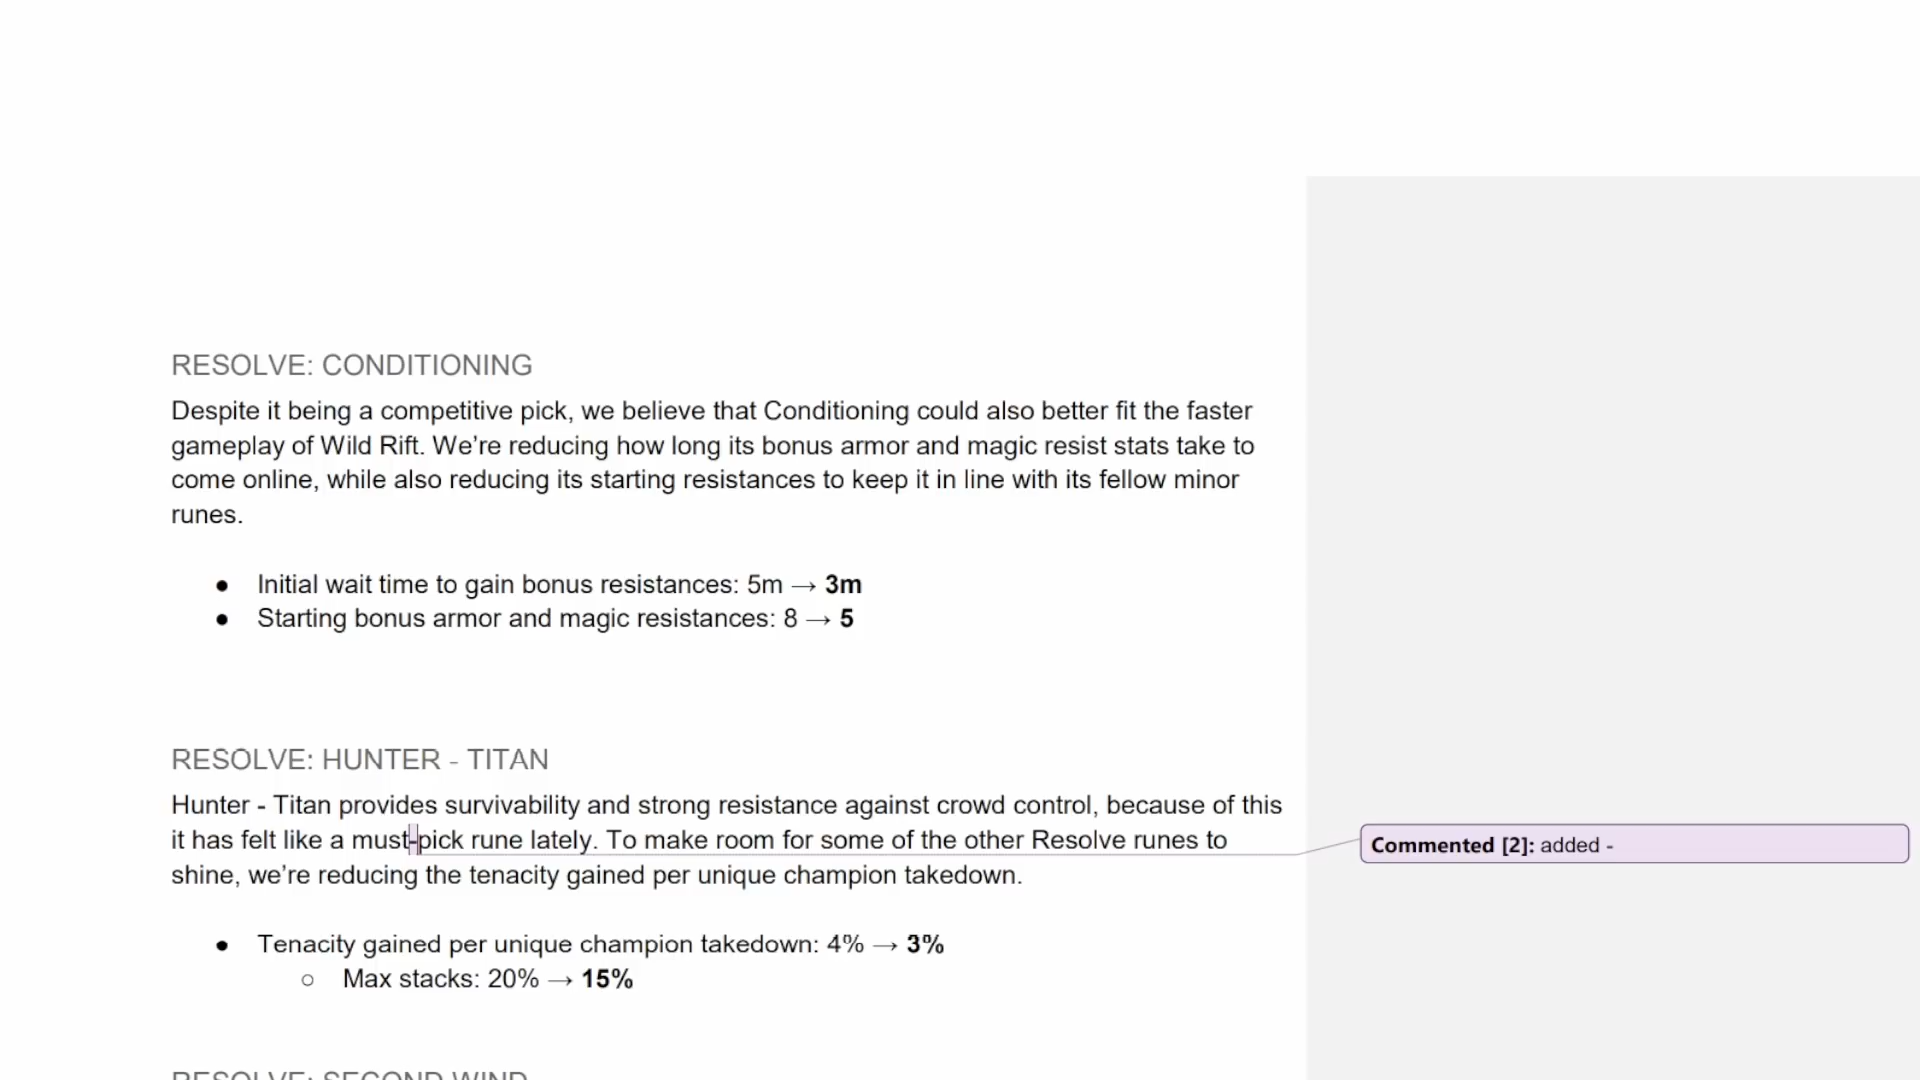 RESOLVE: CONDITIONING
Despite it being a competitive pick, we believe that Conditioning could also better fit the faster
gameplay of Wild Rift. We’re reducing how long its bonus armor and magic resist stats take to
come online, while also reducing its starting resistances to keep it in line with its fellow minor
runes.
● Initial wait time to gain bonus resistances: 5m → 3m
● Starting bonus armor and magic resistances: 8 → 5
RESOLVE: HUNTER - TITAN
Hunter - Titan provides survivability and strong resistance against crowd control, because of this
it has felt like a must-pick rune lately. To make room for some of the other Resolve runes to
shine, we’re reducing the tenacity gained per unique champion takedown.
Commented [2]: added -
● Tenacity gained per unique champion takedown: 4% → 3%
○ Max stacks: 20% → 15%
RESOLVE: SECOND WIND